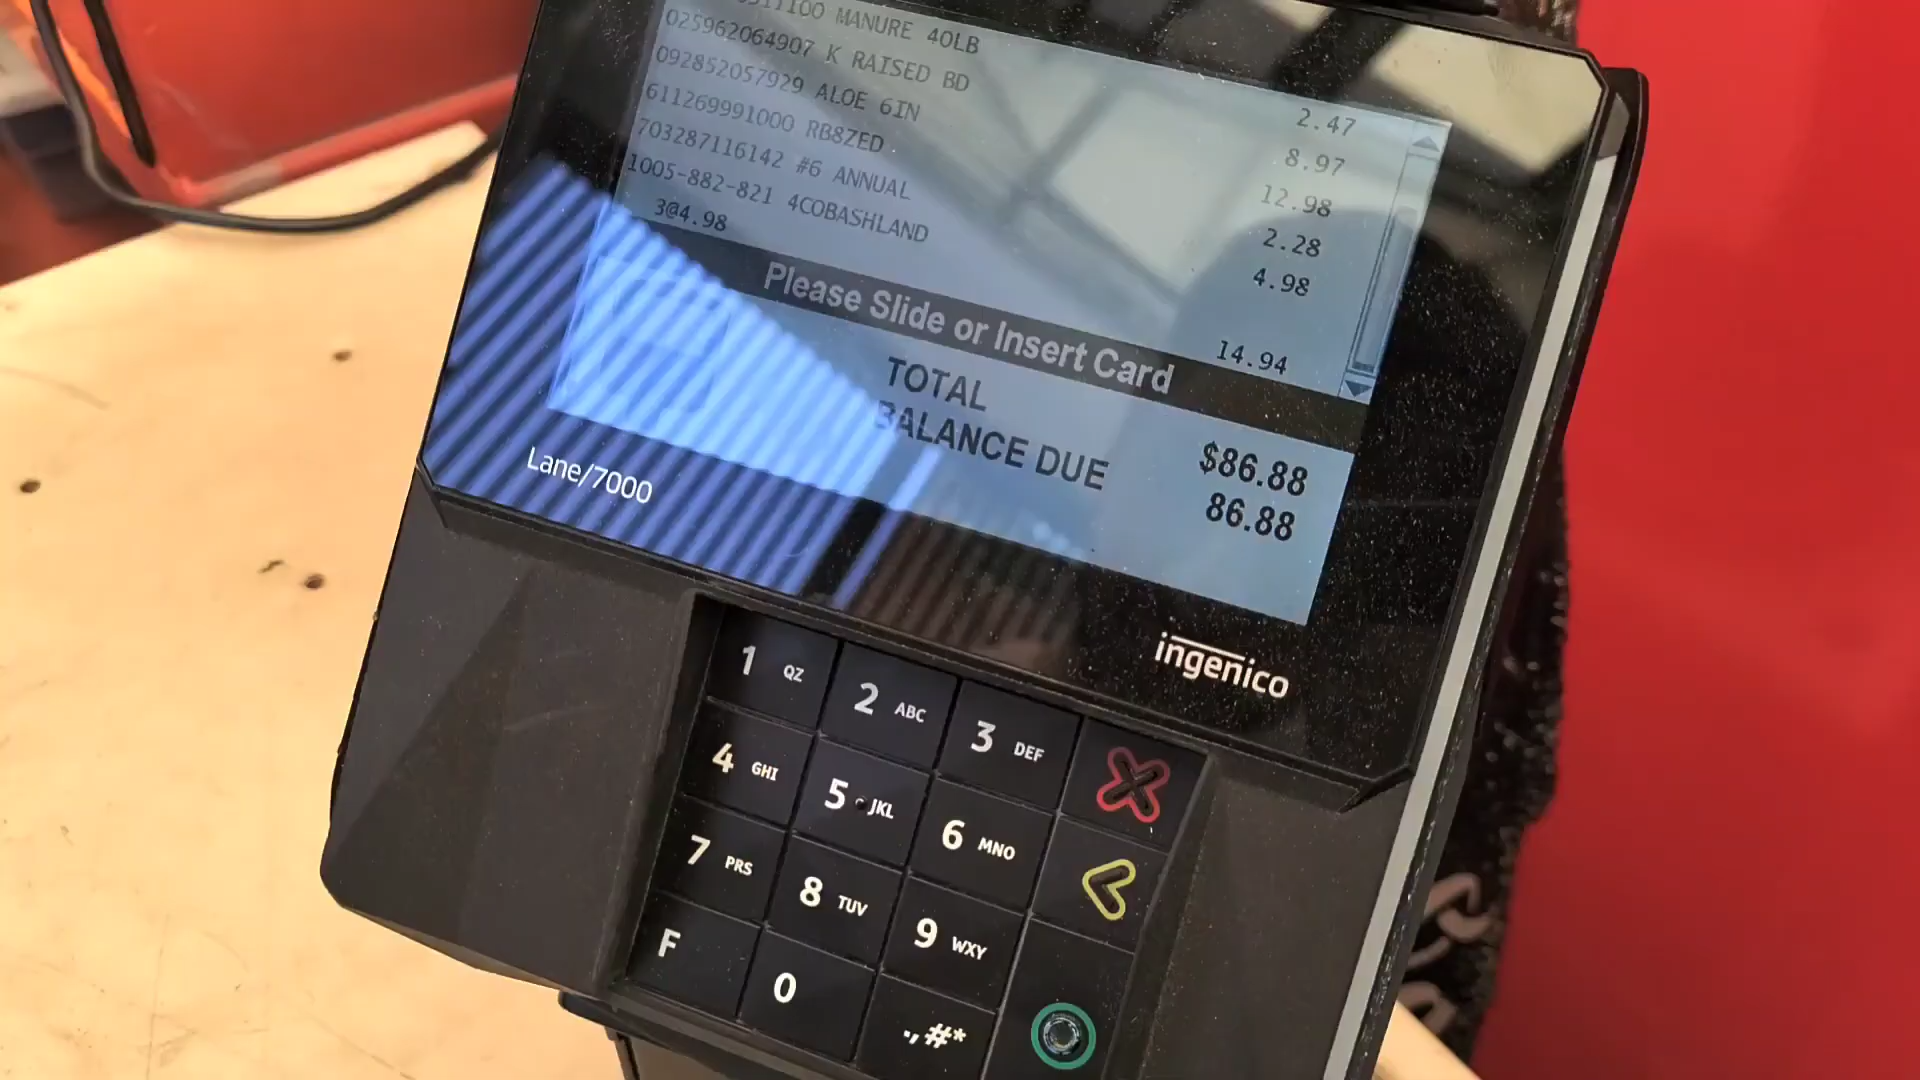 MANURE 40LB 2.47
025962064907 K RAISED BD 8.97
092852057929 ALOE 6IN 12.98
611269991000 RB8ZED 2.28
703287116142 #6 ANNUAL 4.98
1005-882-821 4COBASHLAND
3@4.98 14.94
Please Slide or Insert Card
TOTAL $86.88
BALANCE DUE 86.88
Lane/7000
ingenico
1 QZ 2 ABC 3 DEF
4 GHI 5 JKL 6 MNO
7 PRS 8 TUV 9 WXY
F 0 .,#*